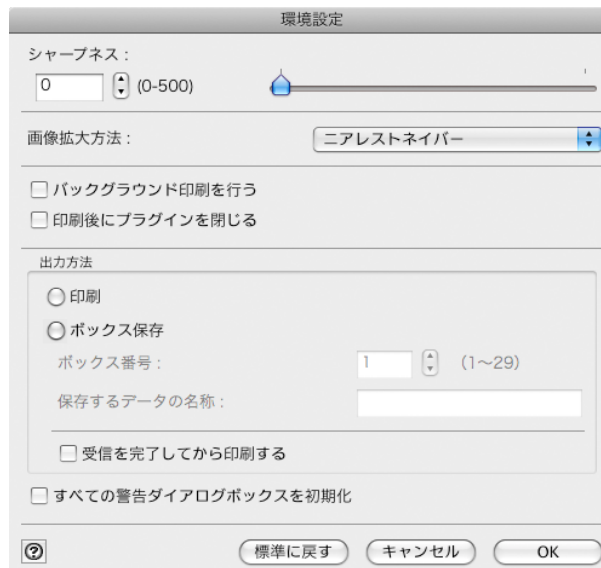 環境設定
シャープネス :
0 (0-500)
画像拡大方法 : ニアレストネイバー
バックグラウンド印刷を行う
印刷後にプラグインを閉じる
出力方法
印刷
ボックス保存
ボックス番号 : 1 (1〜29)
保存するデータの名称 :
受信を完了してから印刷する
すべての警告ダイアログボックスを初期化
? 標準に戻す キャンセル OK